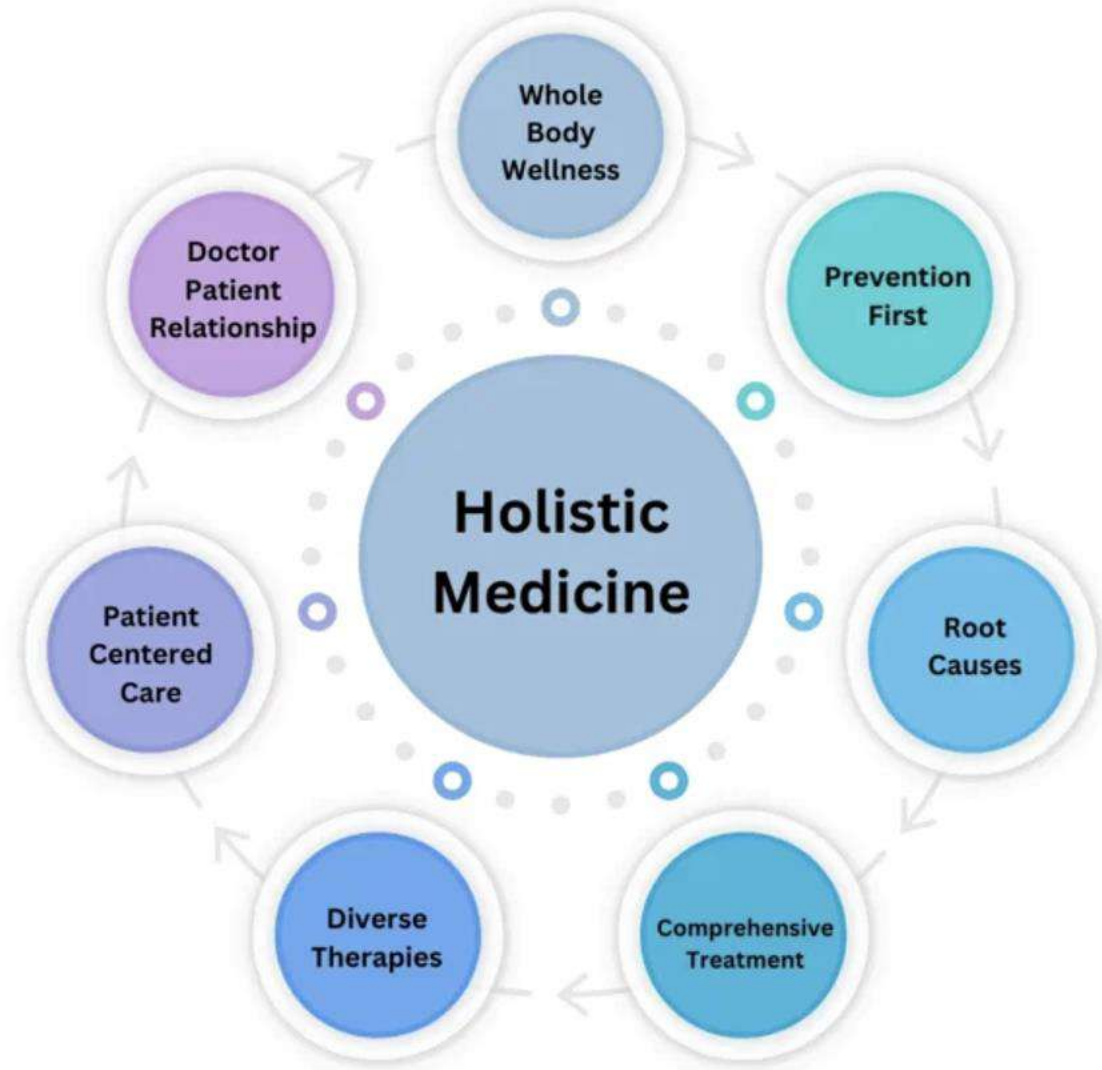 Whole
Body
Wellness
Prevention
First
Root
Causes
Comprehensive
Treatment
Diverse
Therapies
Patient
Centered
Care
Doctor
Patient
Relationship
Holistic
Medicine